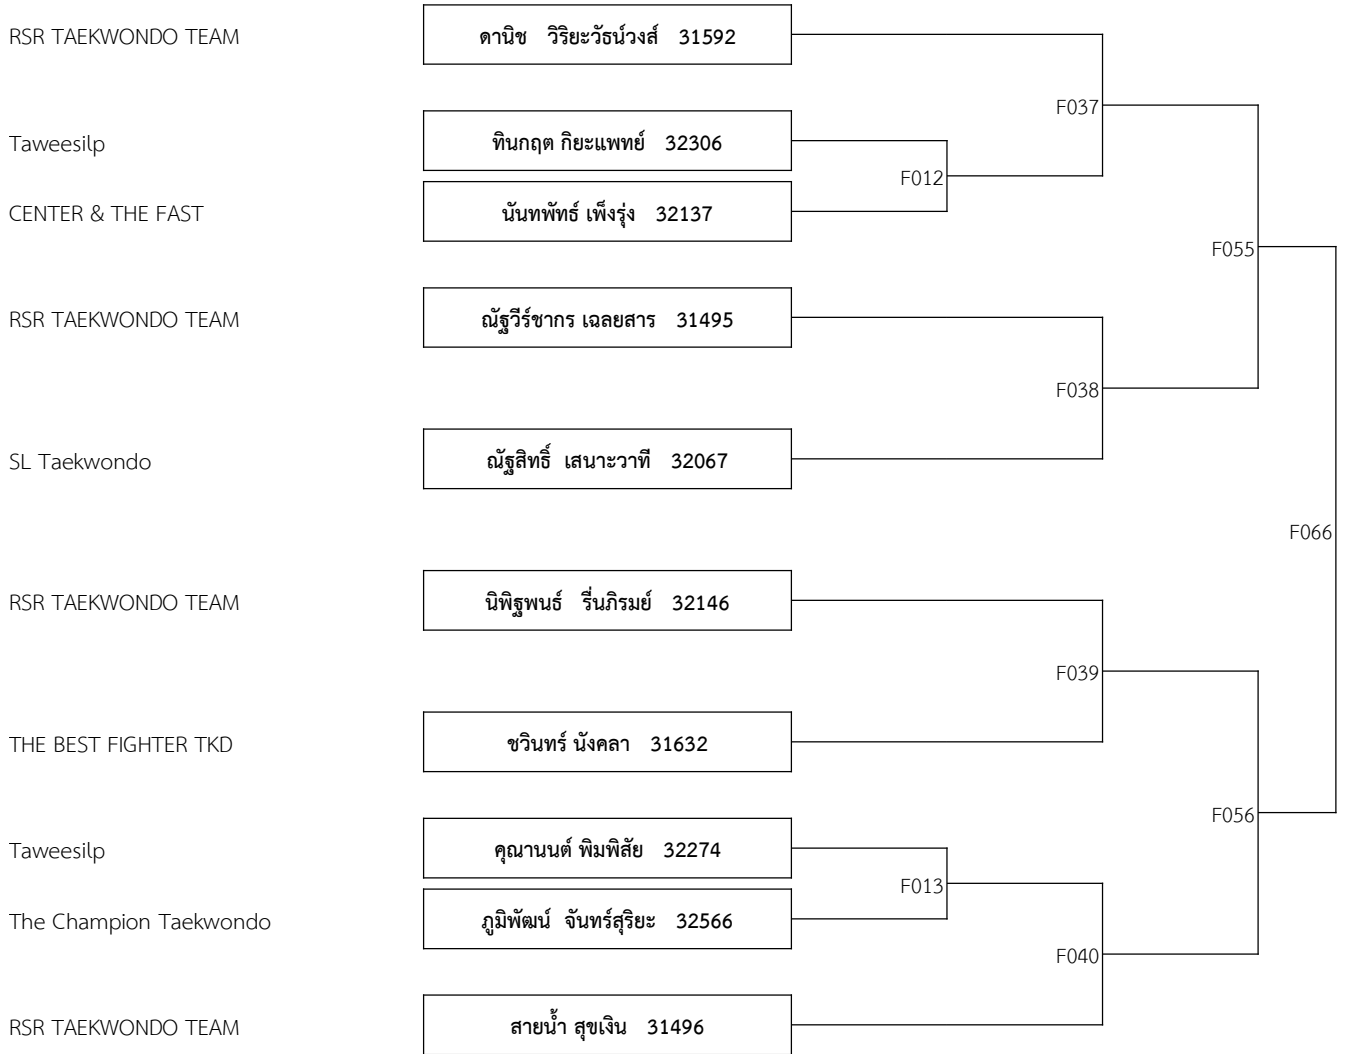 RSR TAEKWONDO TEAM ดานิช วิริยะวัธน์วงศ์ 31592
F037
Taweesilp ทินกฤต กิยะแพทย์ 32306
F012
CENTER & THE FAST นันทพัทธ์ เพ็งรุ่ง 32137
F055
RSR TAEKWONDO TEAM ณัฐวีร์ชากร เฉลยสาร 31495
F038
SL Taekwondo ณัฐสิทธิ์ เสนาะวาที 32067
F066
RSR TAEKWONDO TEAM นิพิฐพนธ์ รื่นภิรมย์ 32146
F039
THE BEST FIGHTER TKD ชวินทร์ นังคลา 31632
F056
Taweesilp คุณานนต์ พิมพิสัย 32274
F013
The Champion Taekwondo ภูมิพัฒน์ จันทร์สุริยะ 32566
F040
RSR TAEKWONDO TEAM สายน้ำ สุขเงิน 31496